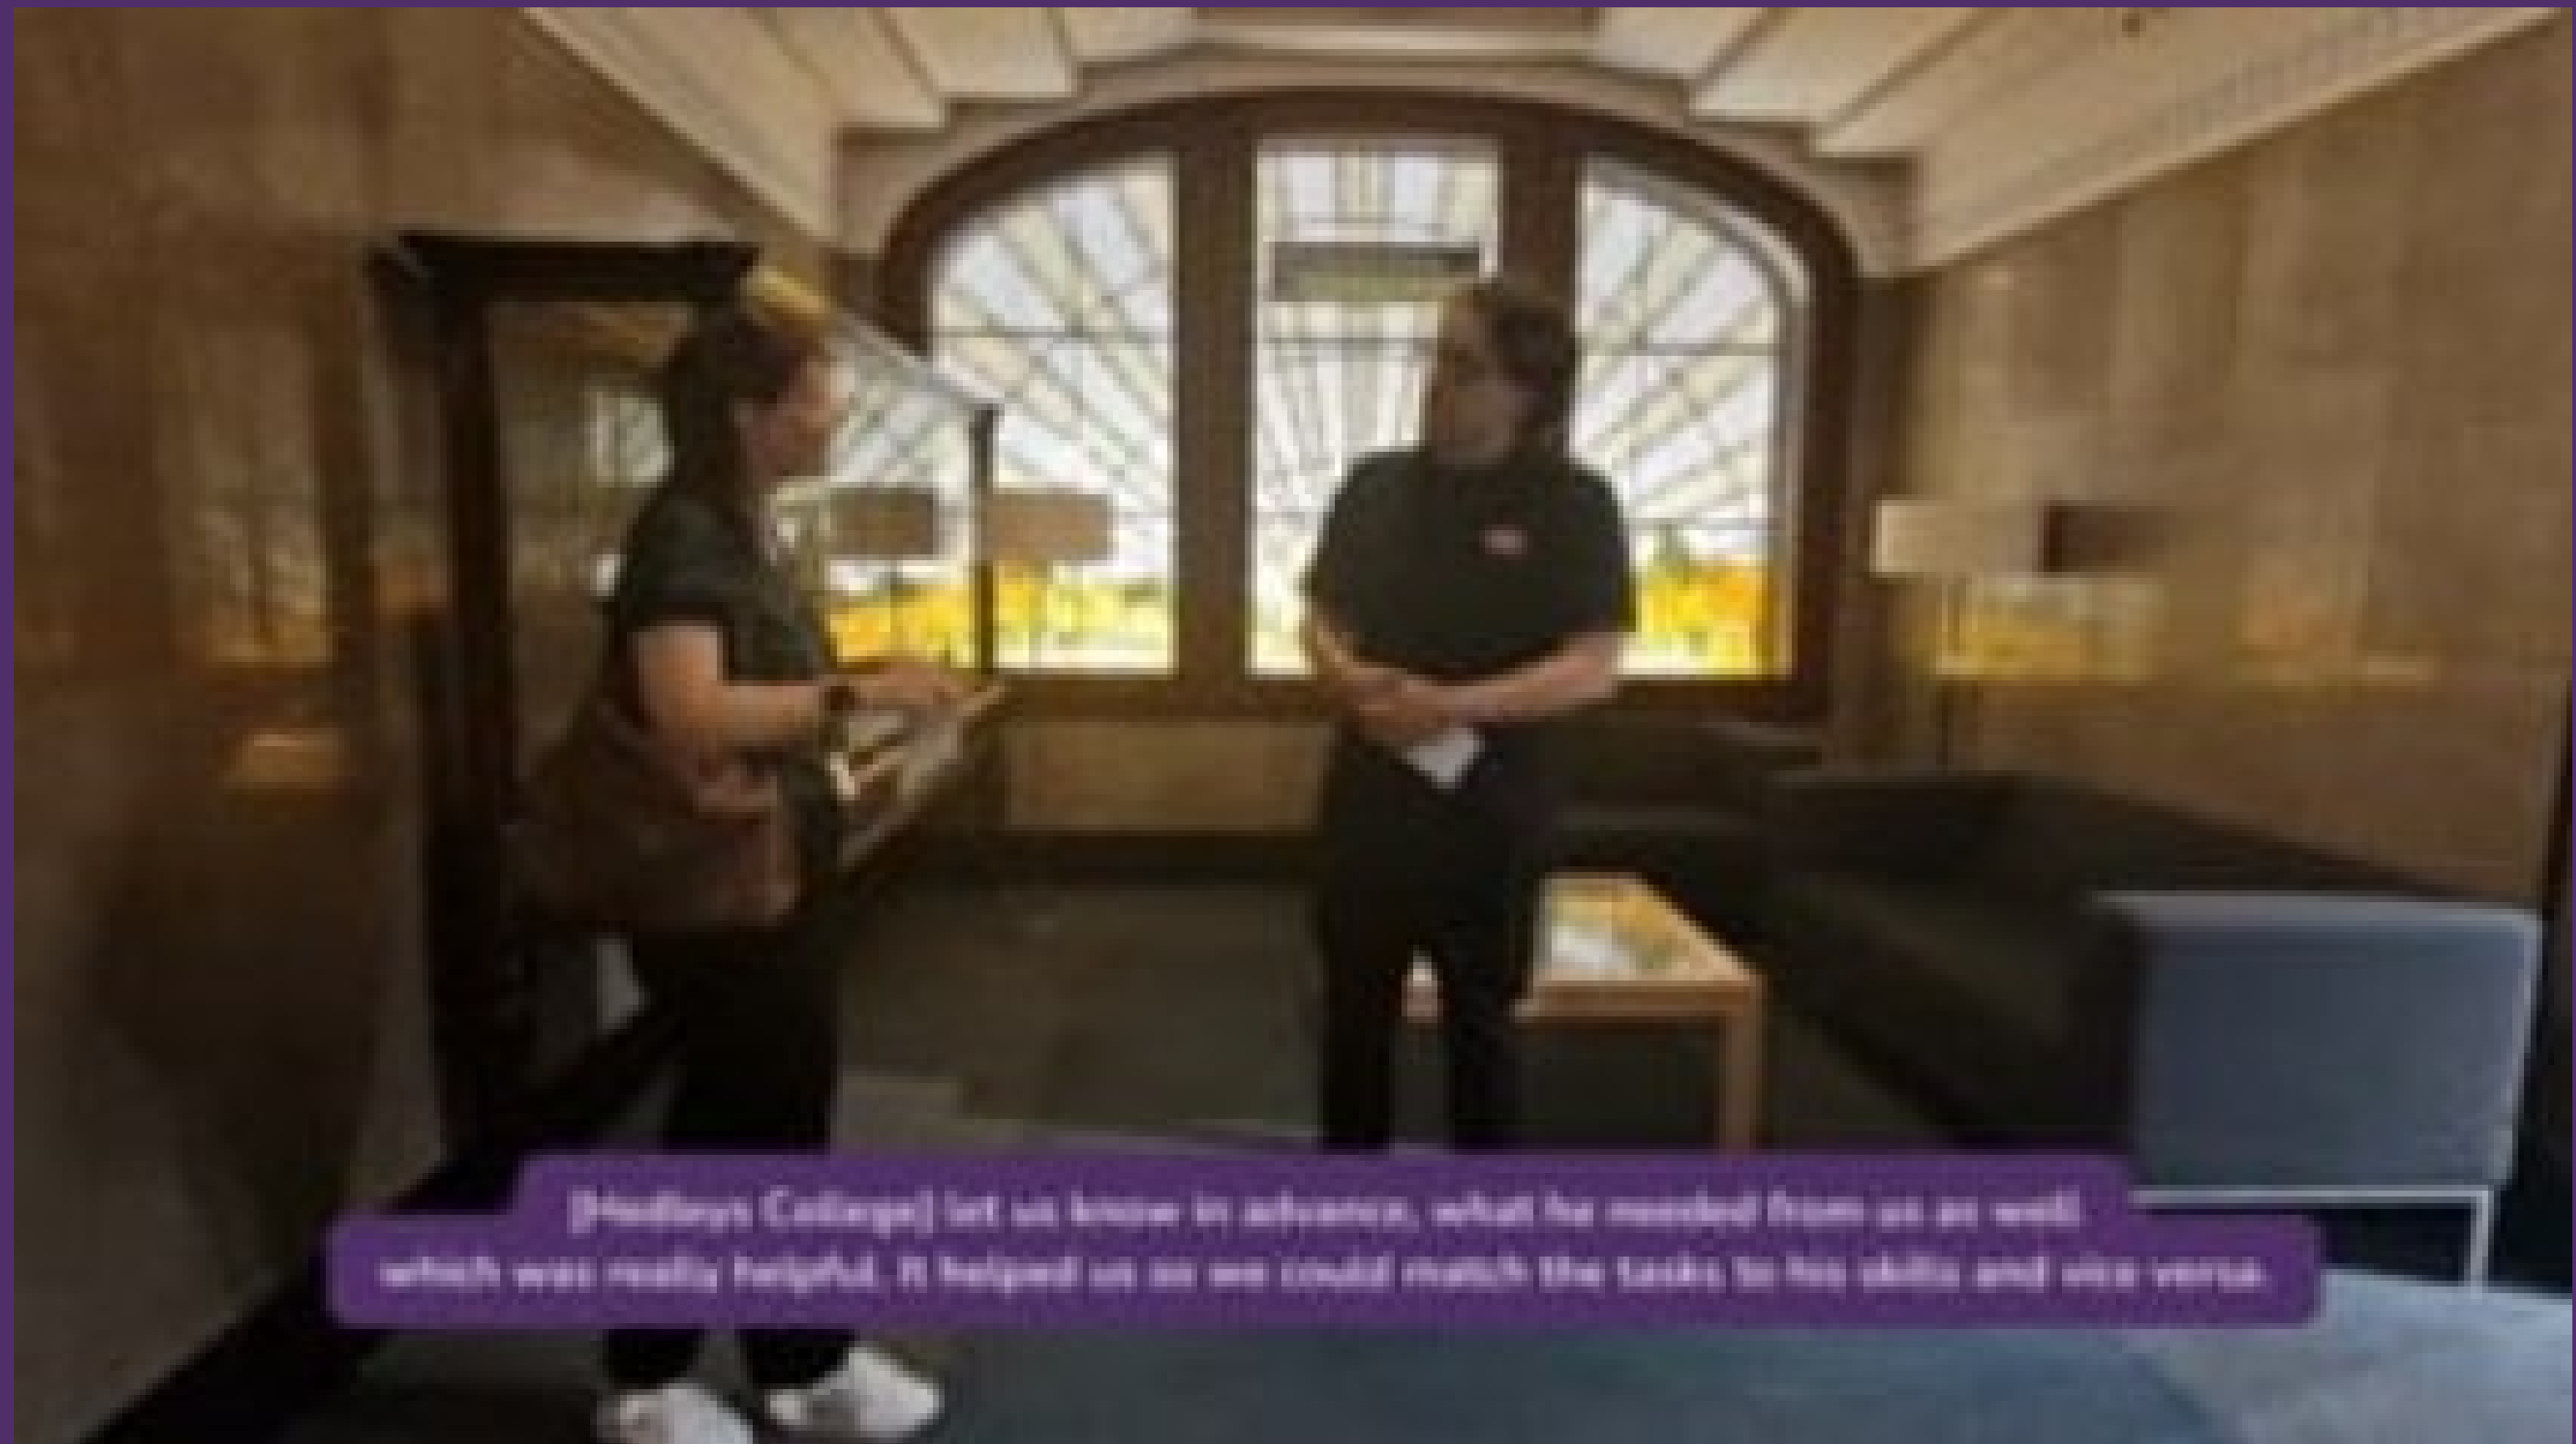 [Hedleys College] let us know in advance, what he needed from us as well
which was really helpful. It helped us so we could match the tasks to his skills and vice versa